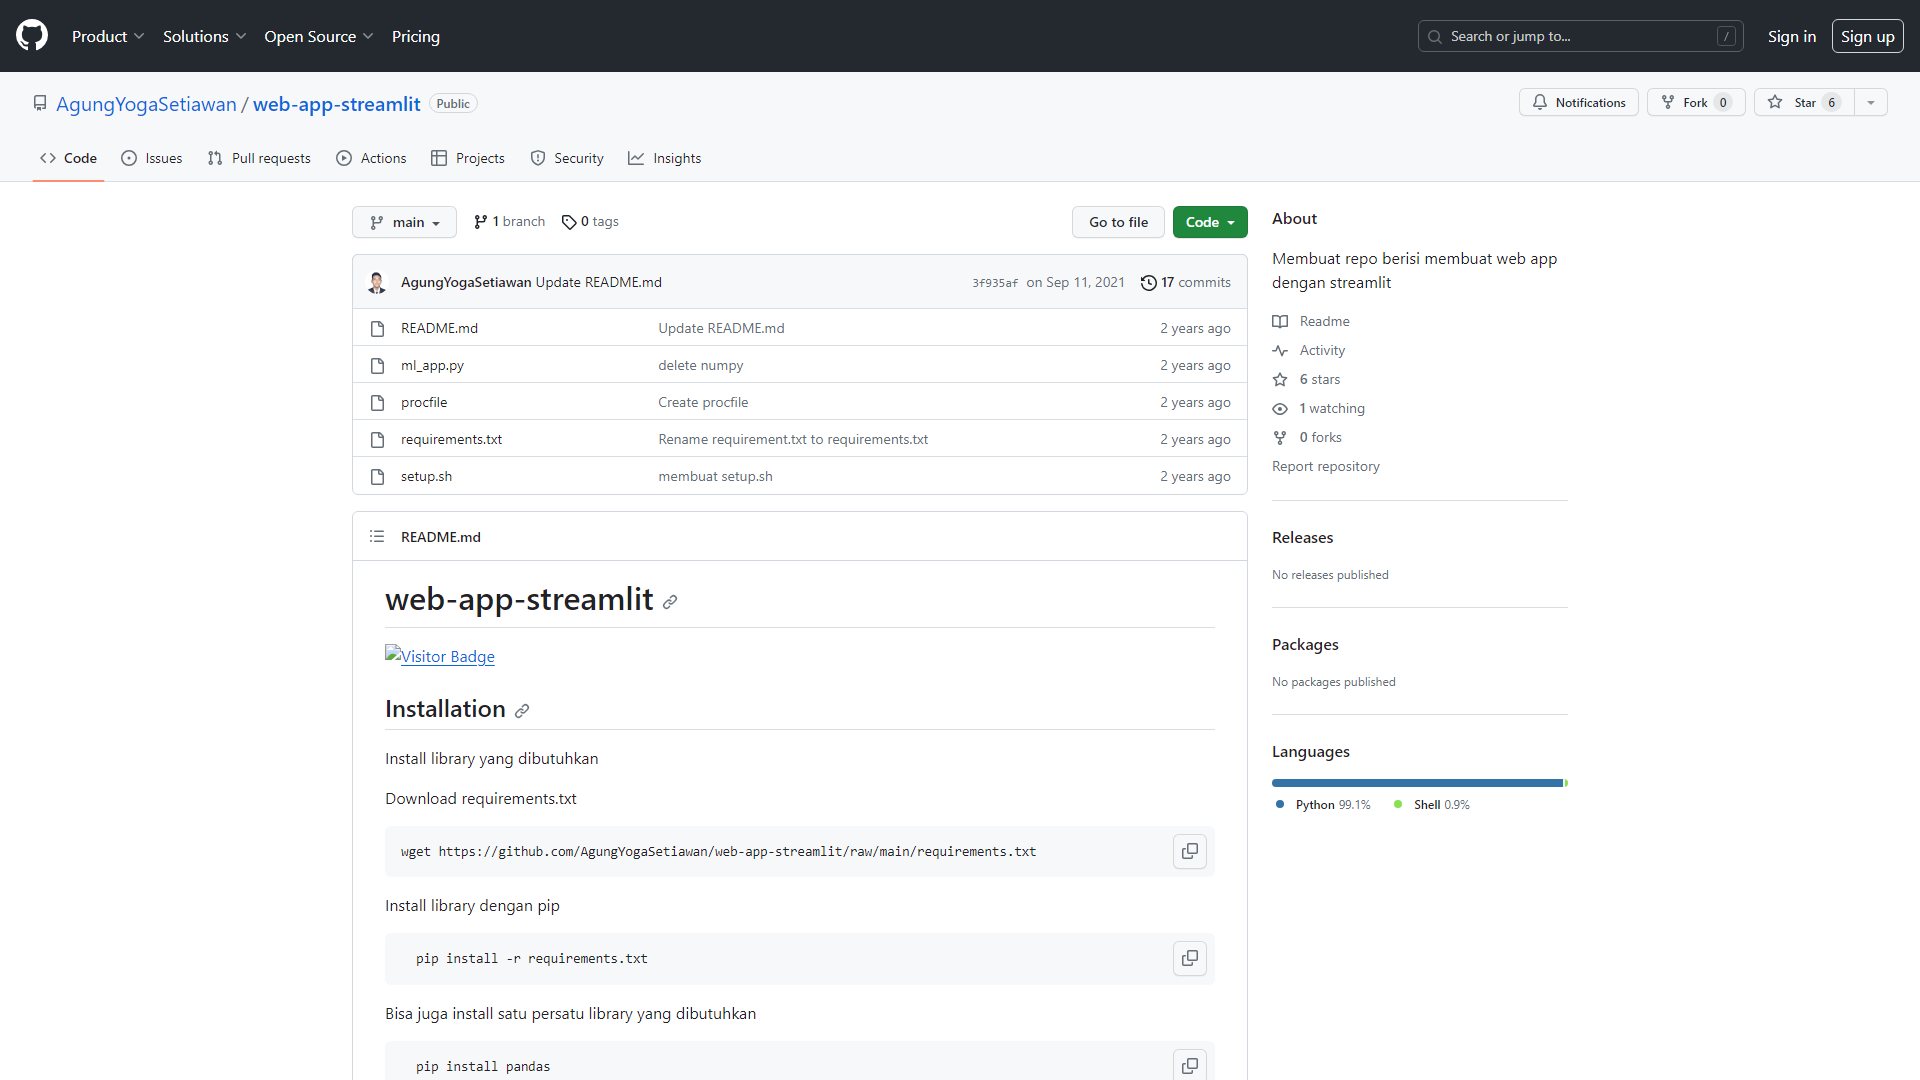 Product Solutions Open Source Pricing Search or jump to... / Sign in Sign up
AgungYogaSetiawan / web-app-streamlit Public Notifications Fork 0 Star 6
Code Issues Pull requests Actions Projects Security Insights
main 1 branch 0 tags Go to file Code
AgungYogaSetiawan Update README.md 3f935af on Sep 11, 2021 17 commits
README.md Update README.md 2 years ago
ml_app.py delete numpy 2 years ago
procfile Create procfile 2 years ago
requirements.txt Rename requirement.txt to requirements.txt 2 years ago
setup.sh membuat setup.sh 2 years ago
README.md
web-app-streamlit
Visitor Badge
Installation
Install library yang dibutuhkan
Download requirements.txt
wget https://github.com/AgungYogaSetiawan/web-app-streamlit/raw/main/requirements.txt
Install library dengan pip
pip install -r requirements.txt
Bisa juga install satu persatu library yang dibutuhkan
pip install pandas
About
Membuat repo berisi membuat web app
dengan streamlit
Readme
Activity
6 stars
1 watching
0 forks
Report repository
Releases
No releases published
Packages
No packages published
Languages
Python 99.1% Shell 0.9%